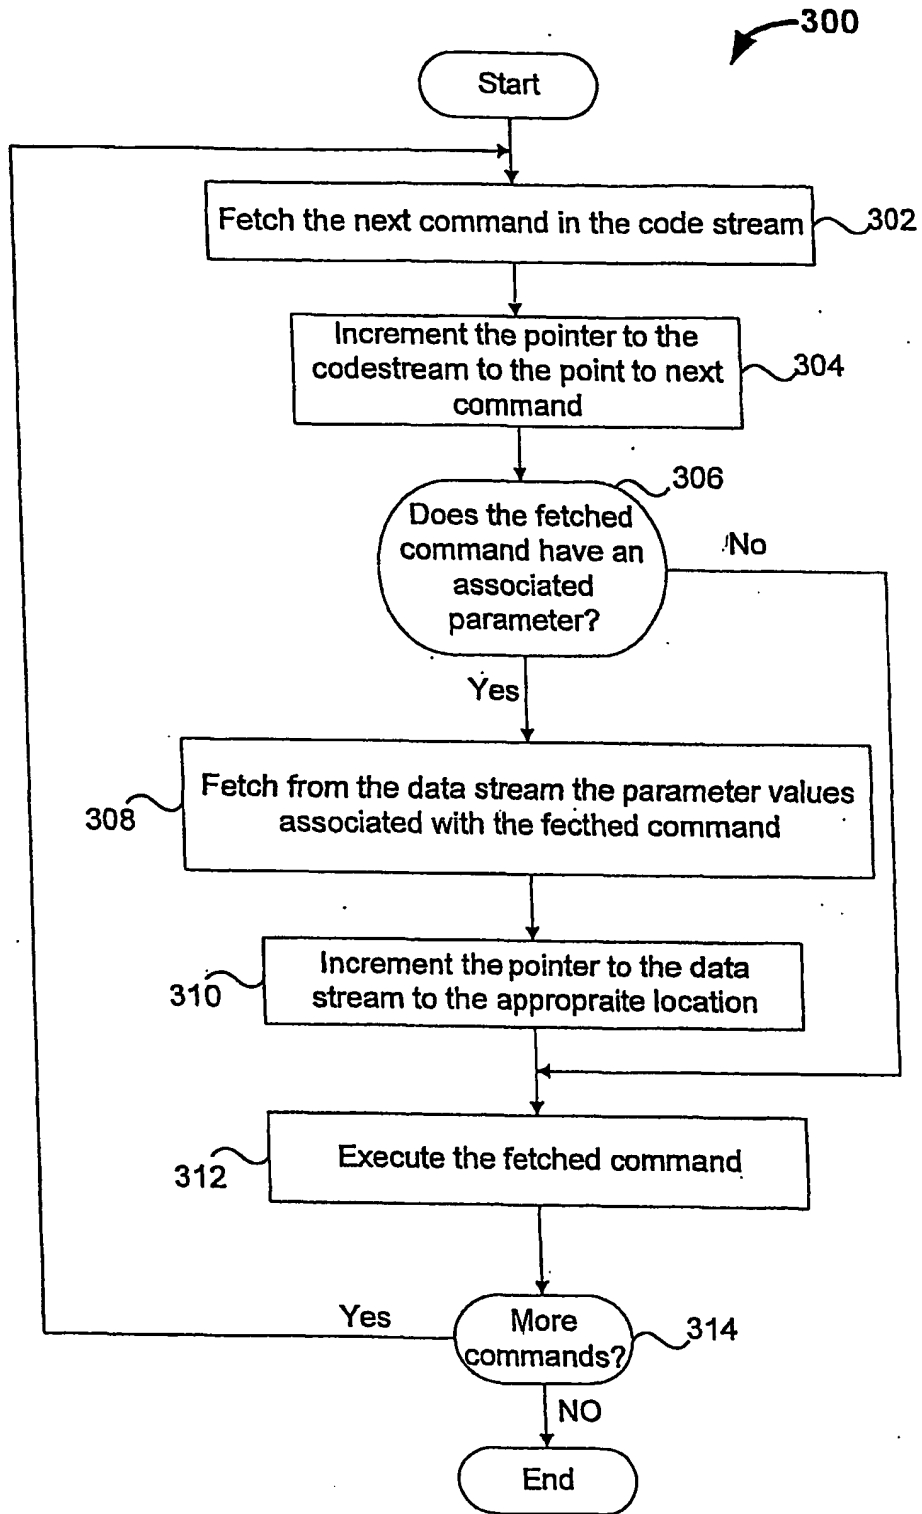 300
Start
Fetch the next command in the code stream
302
Increment the pointer to the
codestream to the point to next
command
304
306
Does the fetched
command have an
associated
parameter?
No
Yes
Fetch from the data stream the parameter values
associated with the fecthed command
308
Increment the pointer to the data
stream to the appropraite location
310
Execute the fetched command
312
Yes
More
commands?
314
NO
End